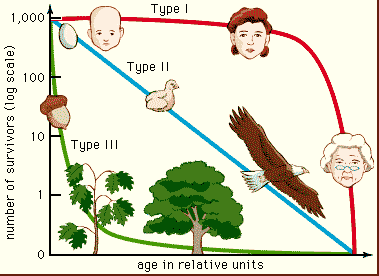 Type I
1,000
Type II
100
10
Type III
1
0
number of survivors (log scale)
age in relative units